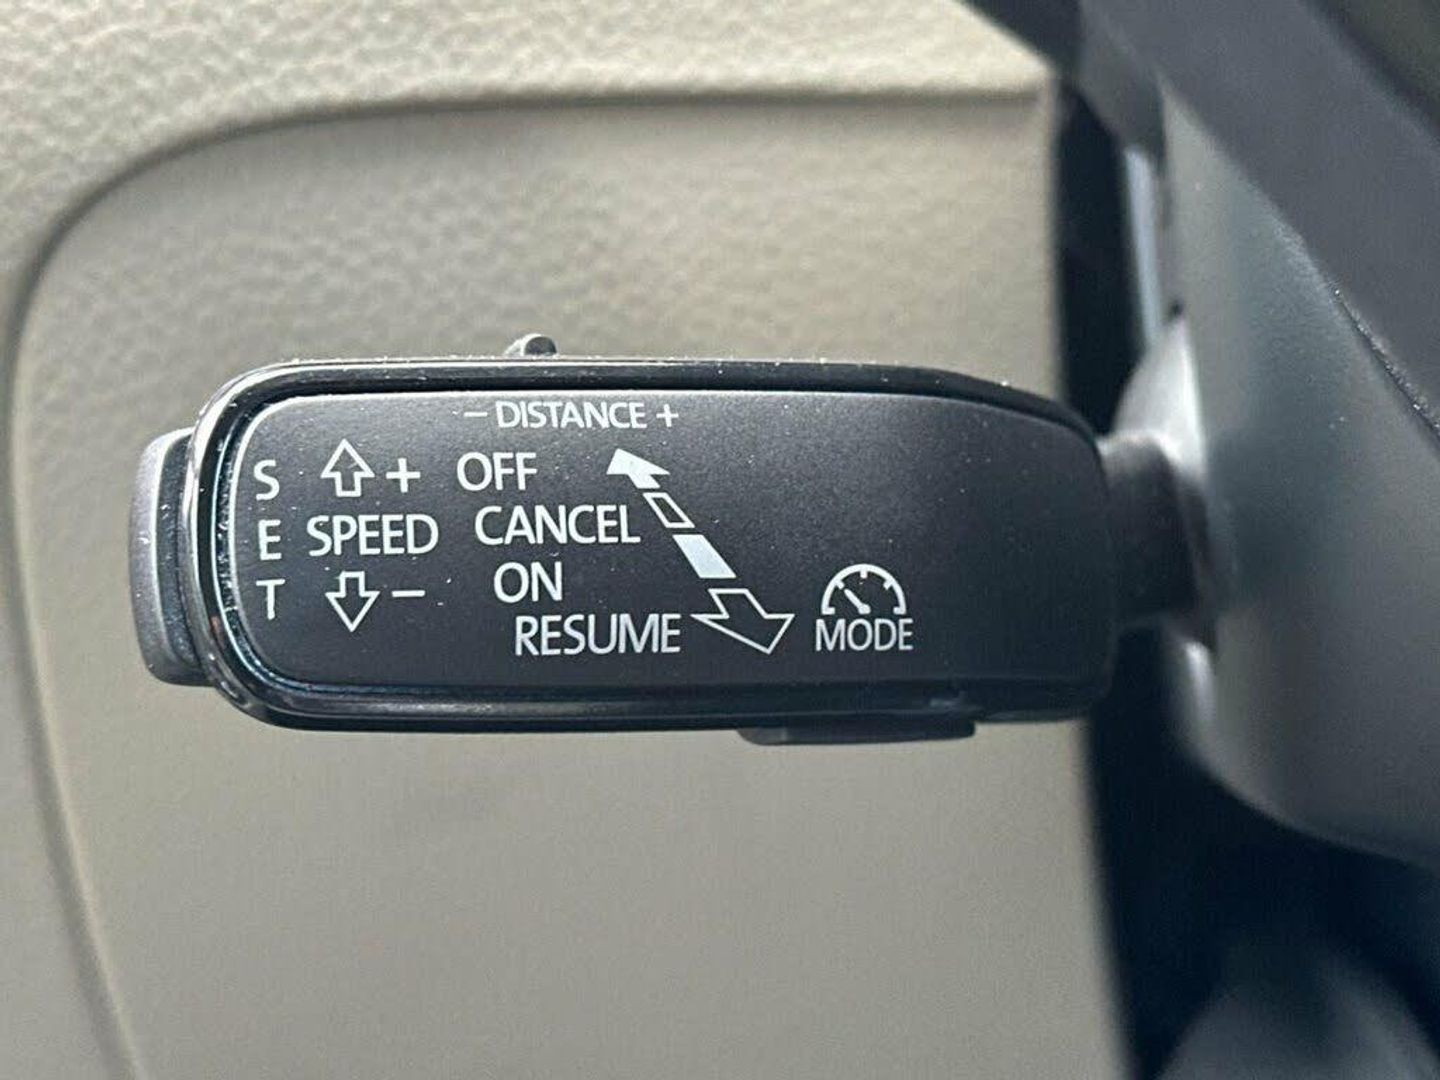 - DISTANCE +
S + OFF
E SPEED CANCEL
T - ON
RESUME
MODE